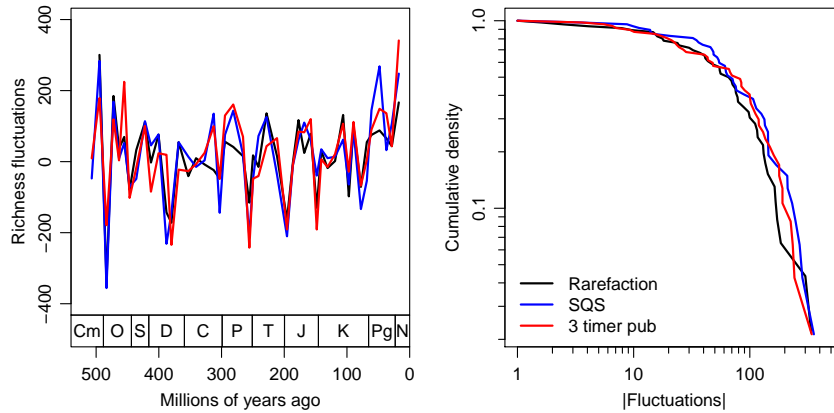 Richness fluctuations
400
200
0
−200
−400
Cm O S D C P T J K Pg N
500 400 300 200 100 0
Millions of years ago
Cumulative density
1.0
0.1
Rarefaction
SQS
3 timer pub
1 10 100
|Fluctuations|